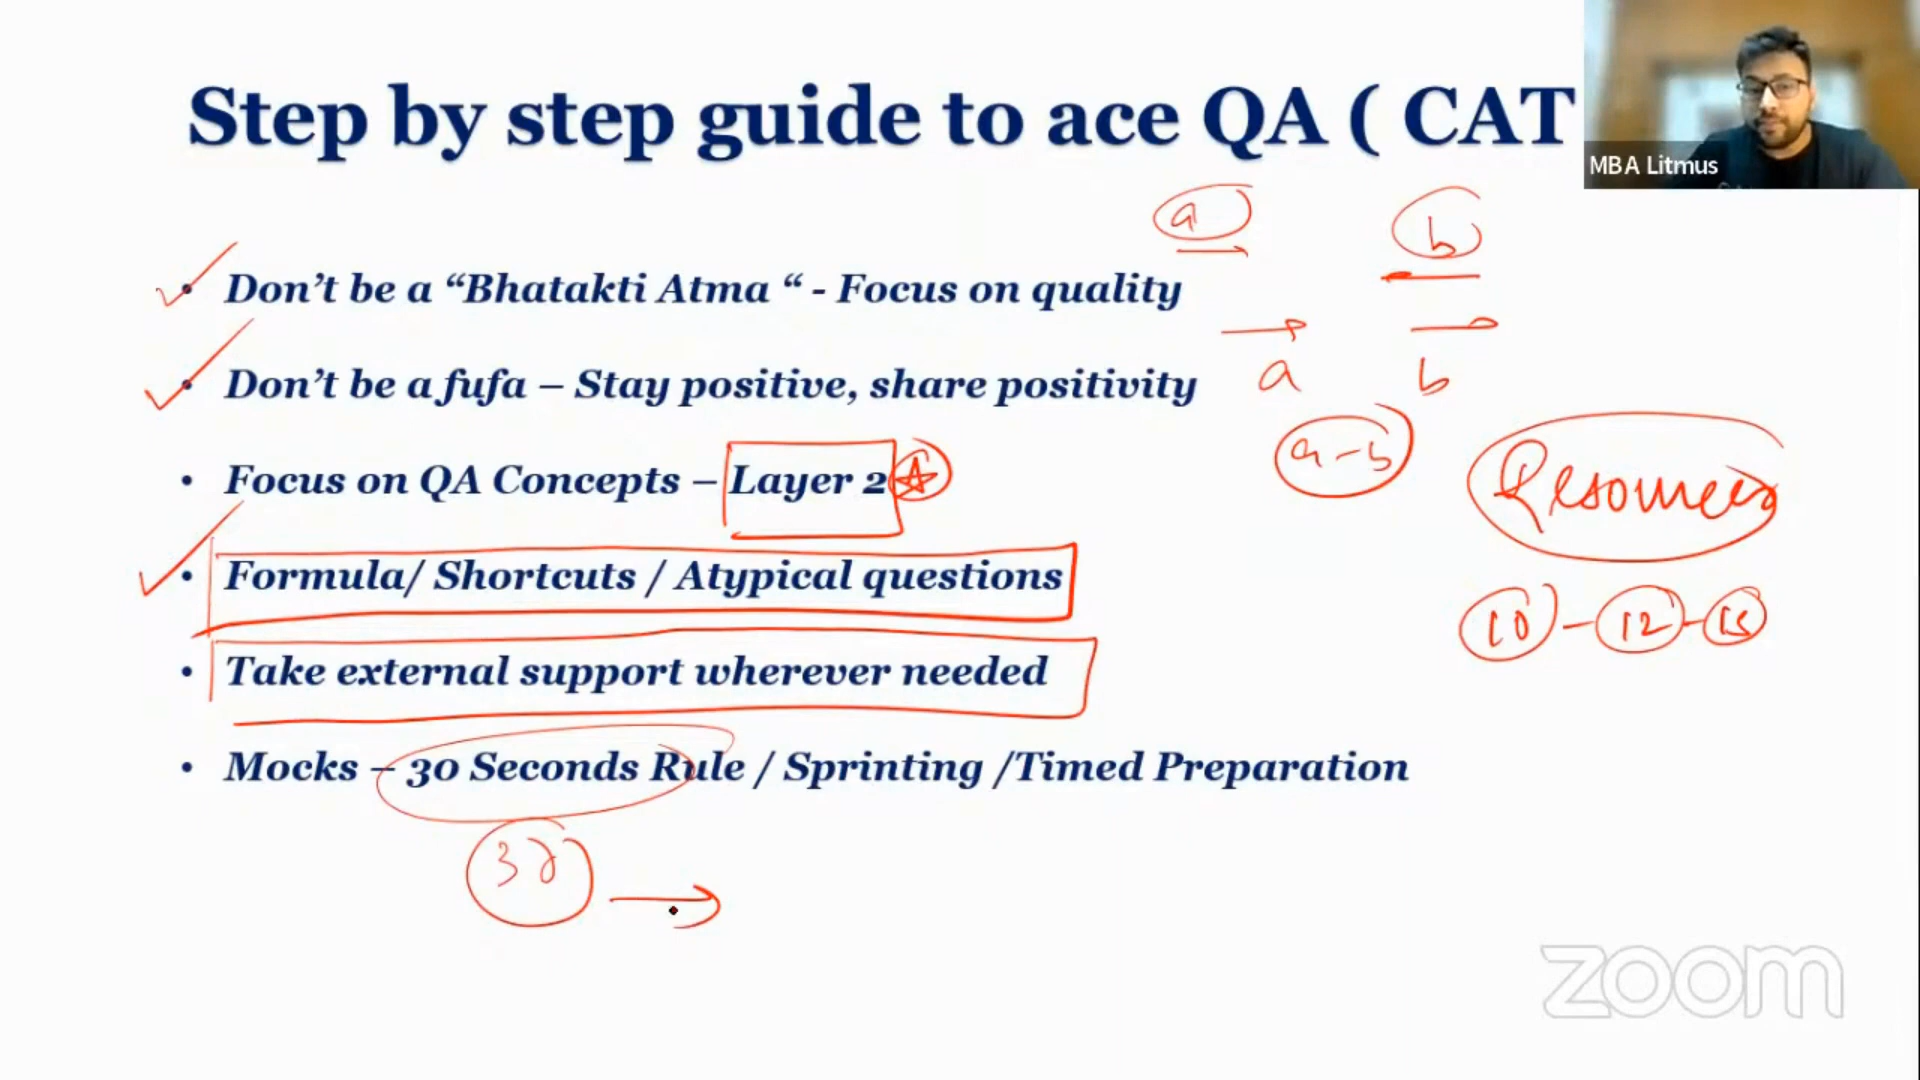 Step by step guide to ace QA ( CAT
MBA Litmus
a b
• Don’t be a “Bhatakti Atma “ - Focus on quality
a b
• Don’t be a fufa – Stay positive, share positivity
a - b
• Focus on QA Concepts – Layer 2
Resources
• Formula/ Shortcuts / Atypical questions
10 - 12 - 15
• Take external support wherever needed
• Mocks – 30 Seconds Rule / Sprinting /Timed Preparation
30
zoom